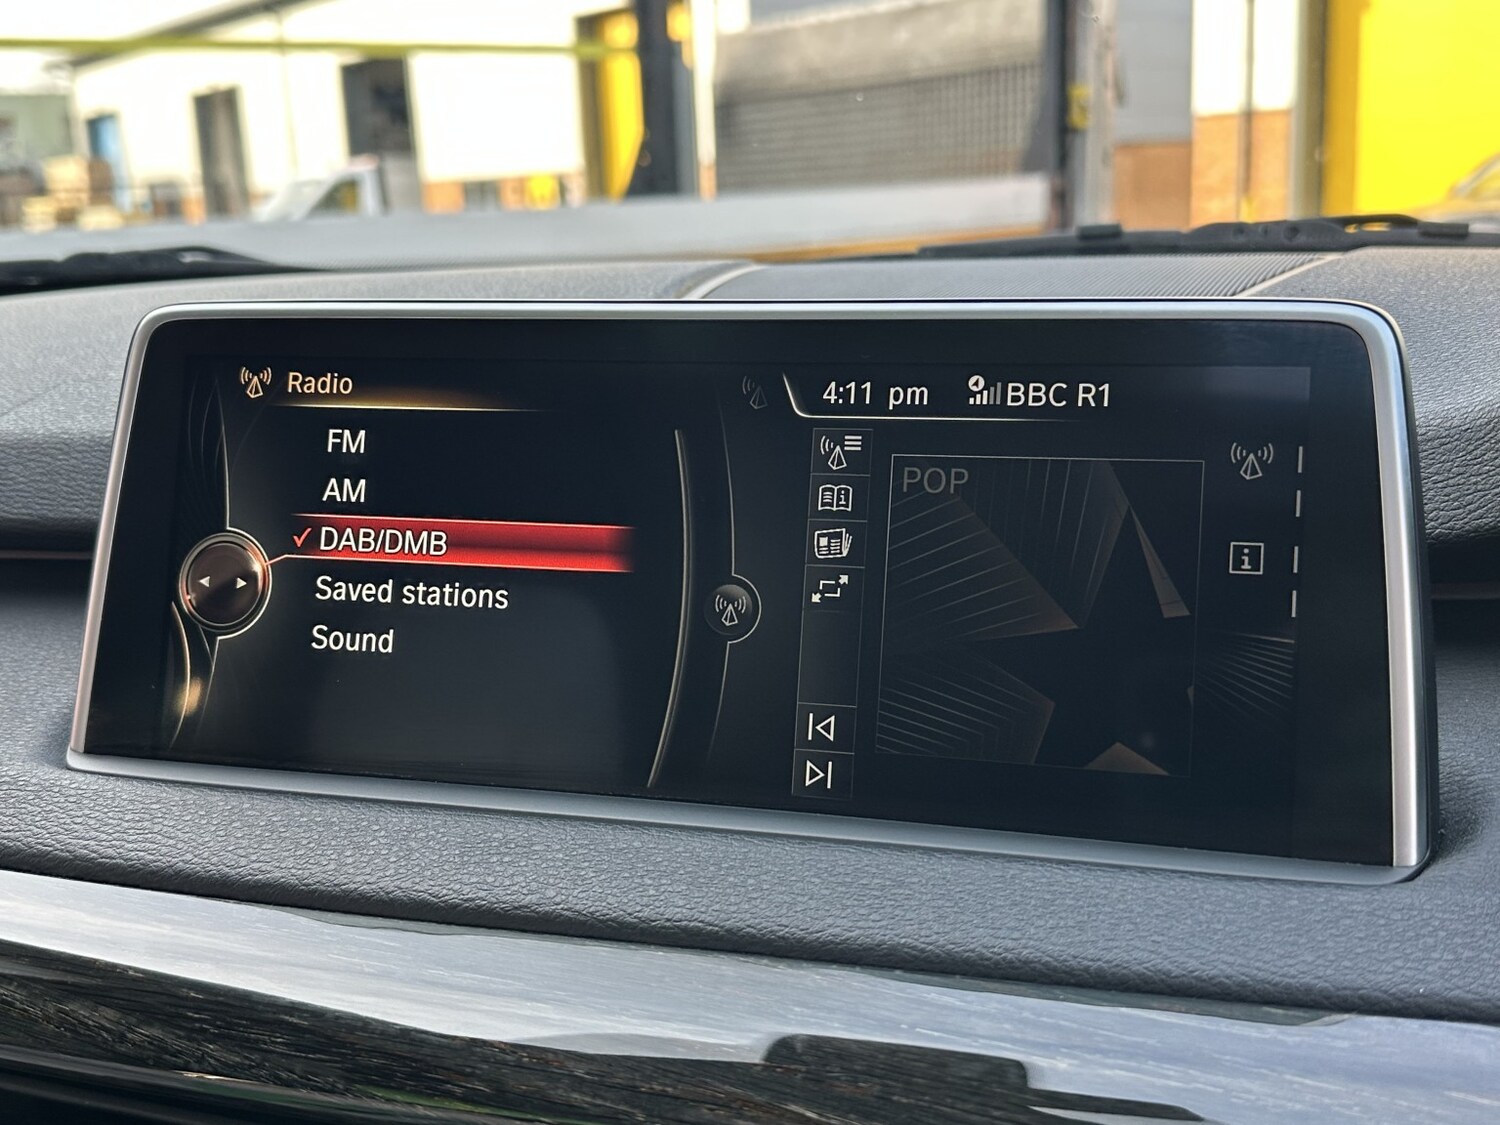 Radio
FM
AM
DAB/DMB
Saved stations
Sound
4:11 pm BBC R1
POP